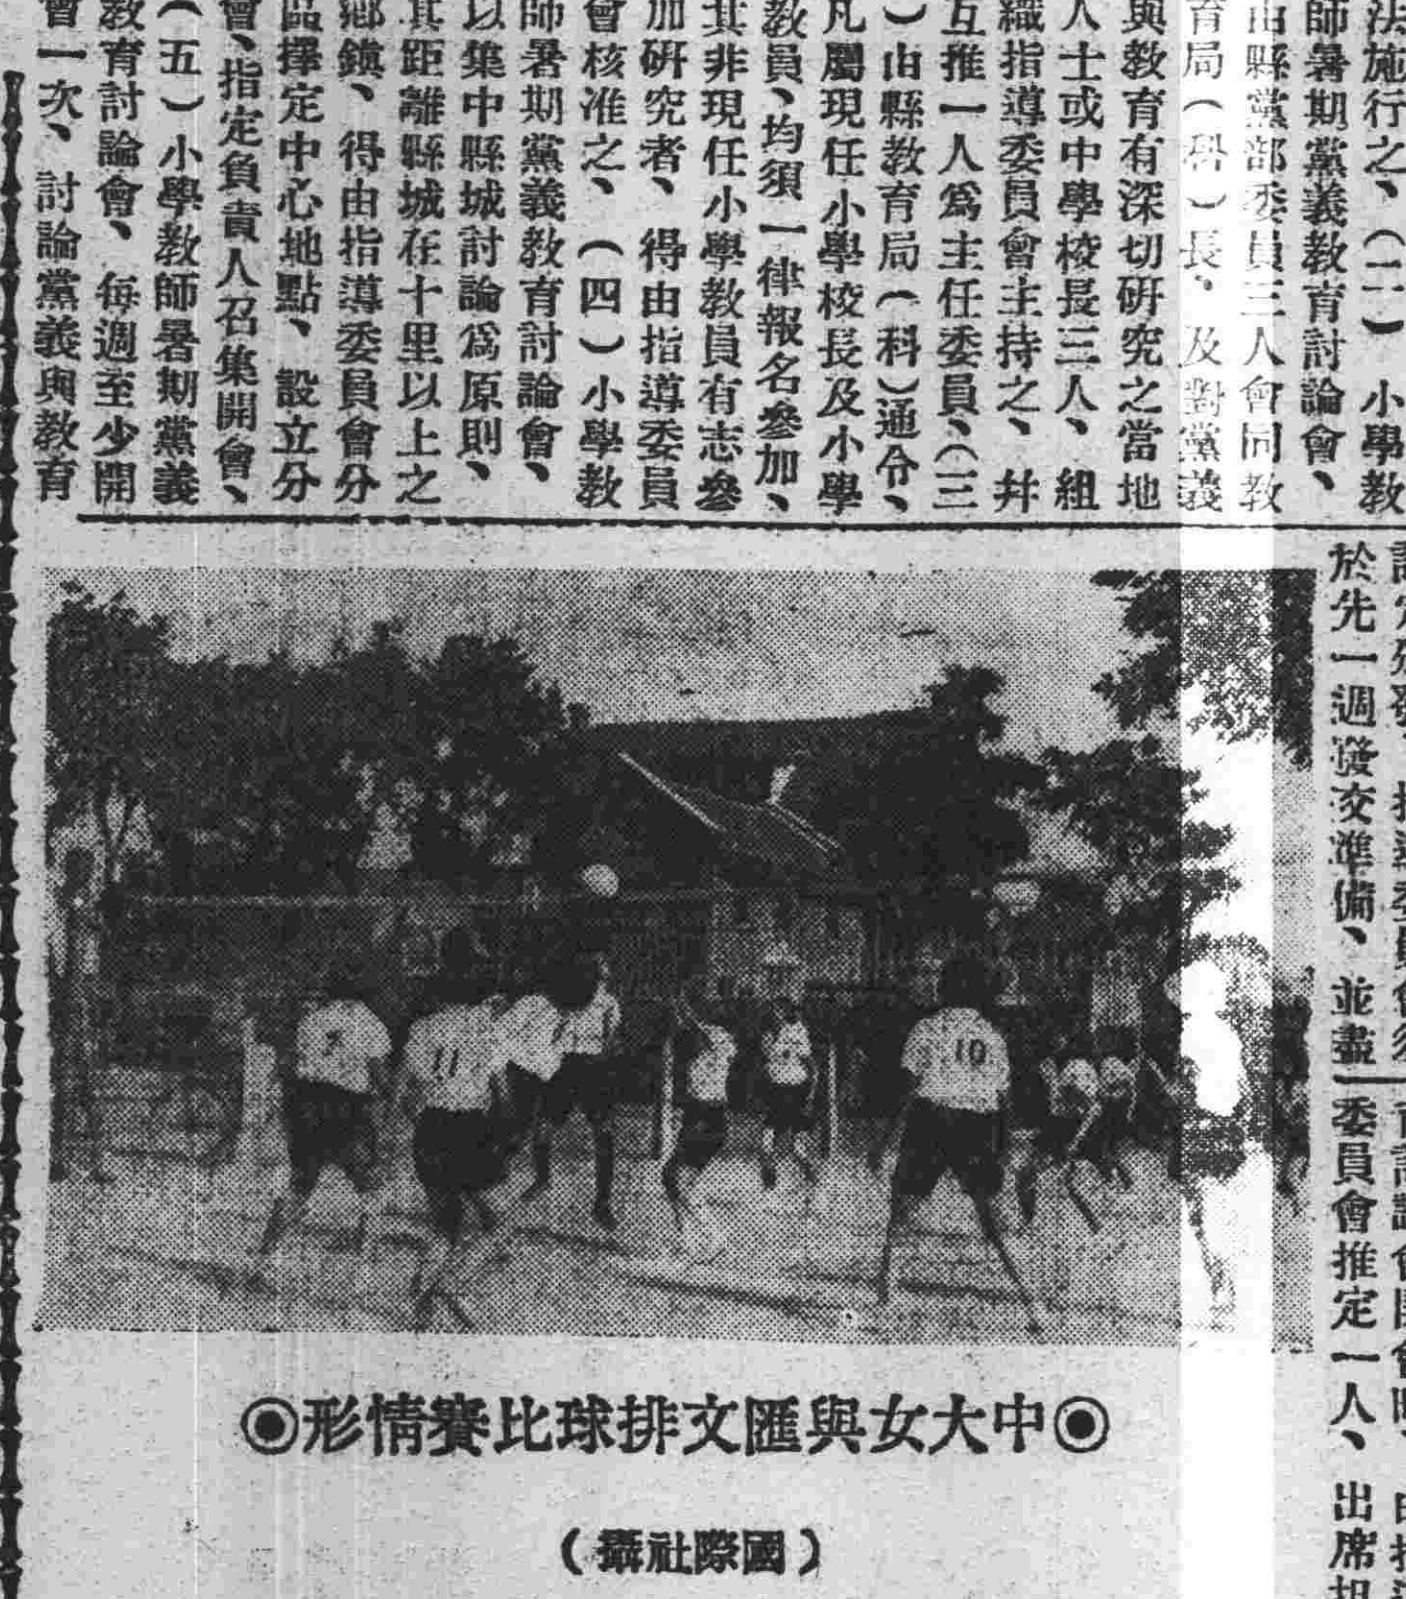 法施行之、(二)小學教
師暑期黨義教育討論會、
由縣黨部委員三人會同教
育局(科)長、及對黨義
與教育有深切研究之當地
人士或中學校長三人、組
織指導委員會主持之、幷
互推一人爲主任委員、(三
)由縣教育局(科)通令、
凡屬現任小學校長及小學
教員、均須一律報名參加、
其非現任小學教員有志參
加研究者、得由指導委員
會核准之、(四)小學教
師暑期黨義教育討論會、
以集中縣城討論爲原則、
其距離縣城在十里以上之
鄉鎮、得由指導委員會分
區擇定中心地點、設立分
會、指定負責人召集開會、
(五)小學教師暑期黨義
教育討論會、每週至少開
會一次、討論黨義與教育
於先一週發交準備、並盡
委員會推定一人、出席
7
11
10
◉中大女與匯文排球比賽情形◉
(國際社攝)